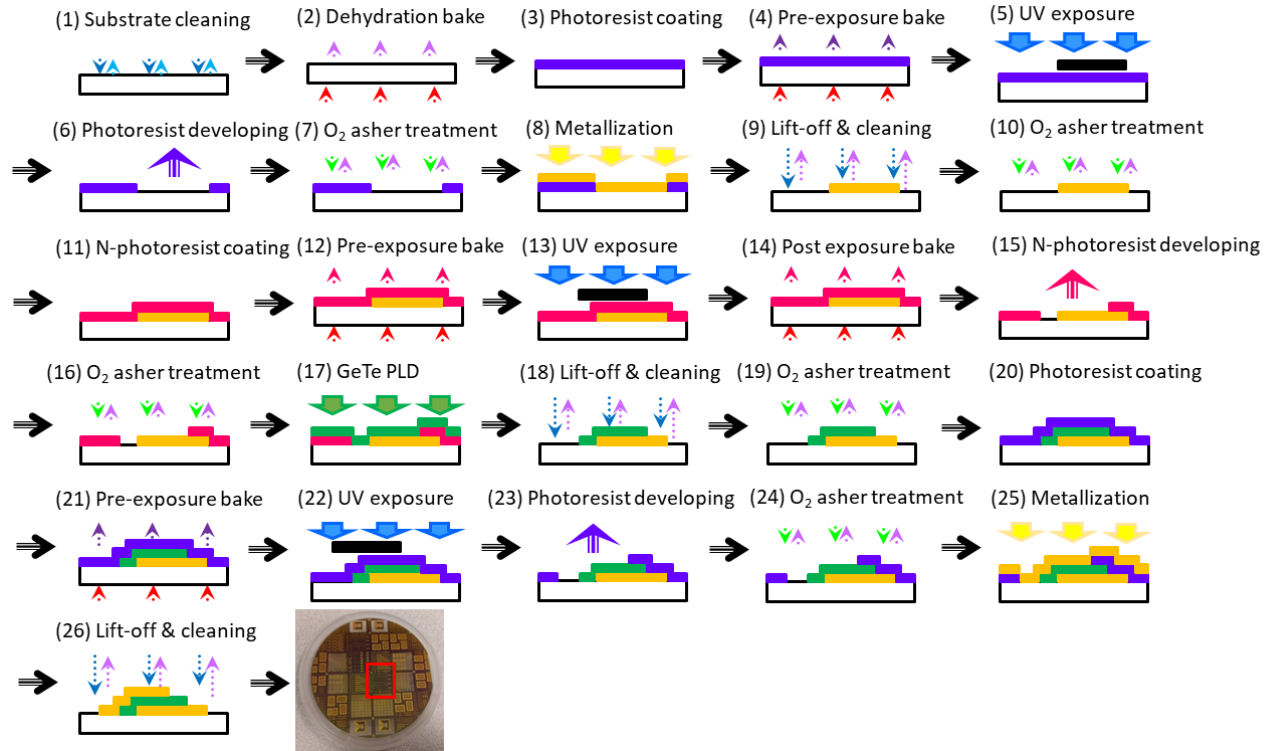 (1) Substrate cleaning
(2) Dehydration bake
(3) Photoresist coating
(4) Pre-exposure bake
(5) UV exposure
(6) Photoresist developing
(7) O₂ asher treatment
(8) Metallization
(9) Lift-off & cleaning
(10) O₂ asher treatment
(11) N-photoresist coating
(12) Pre-exposure bake
(13) UV exposure
(14) Post exposure bake
(15) N-photoresist developing
(16) O₂ asher treatment
(17) GeTe PLD
(18) Lift-off & cleaning
(19) O₂ asher treatment
(20) Photoresist coating
(21) Pre-exposure bake
(22) UV exposure
(23) Photoresist developing
(24) O₂ asher treatment
(25) Metallization
(26) Lift-off & cleaning